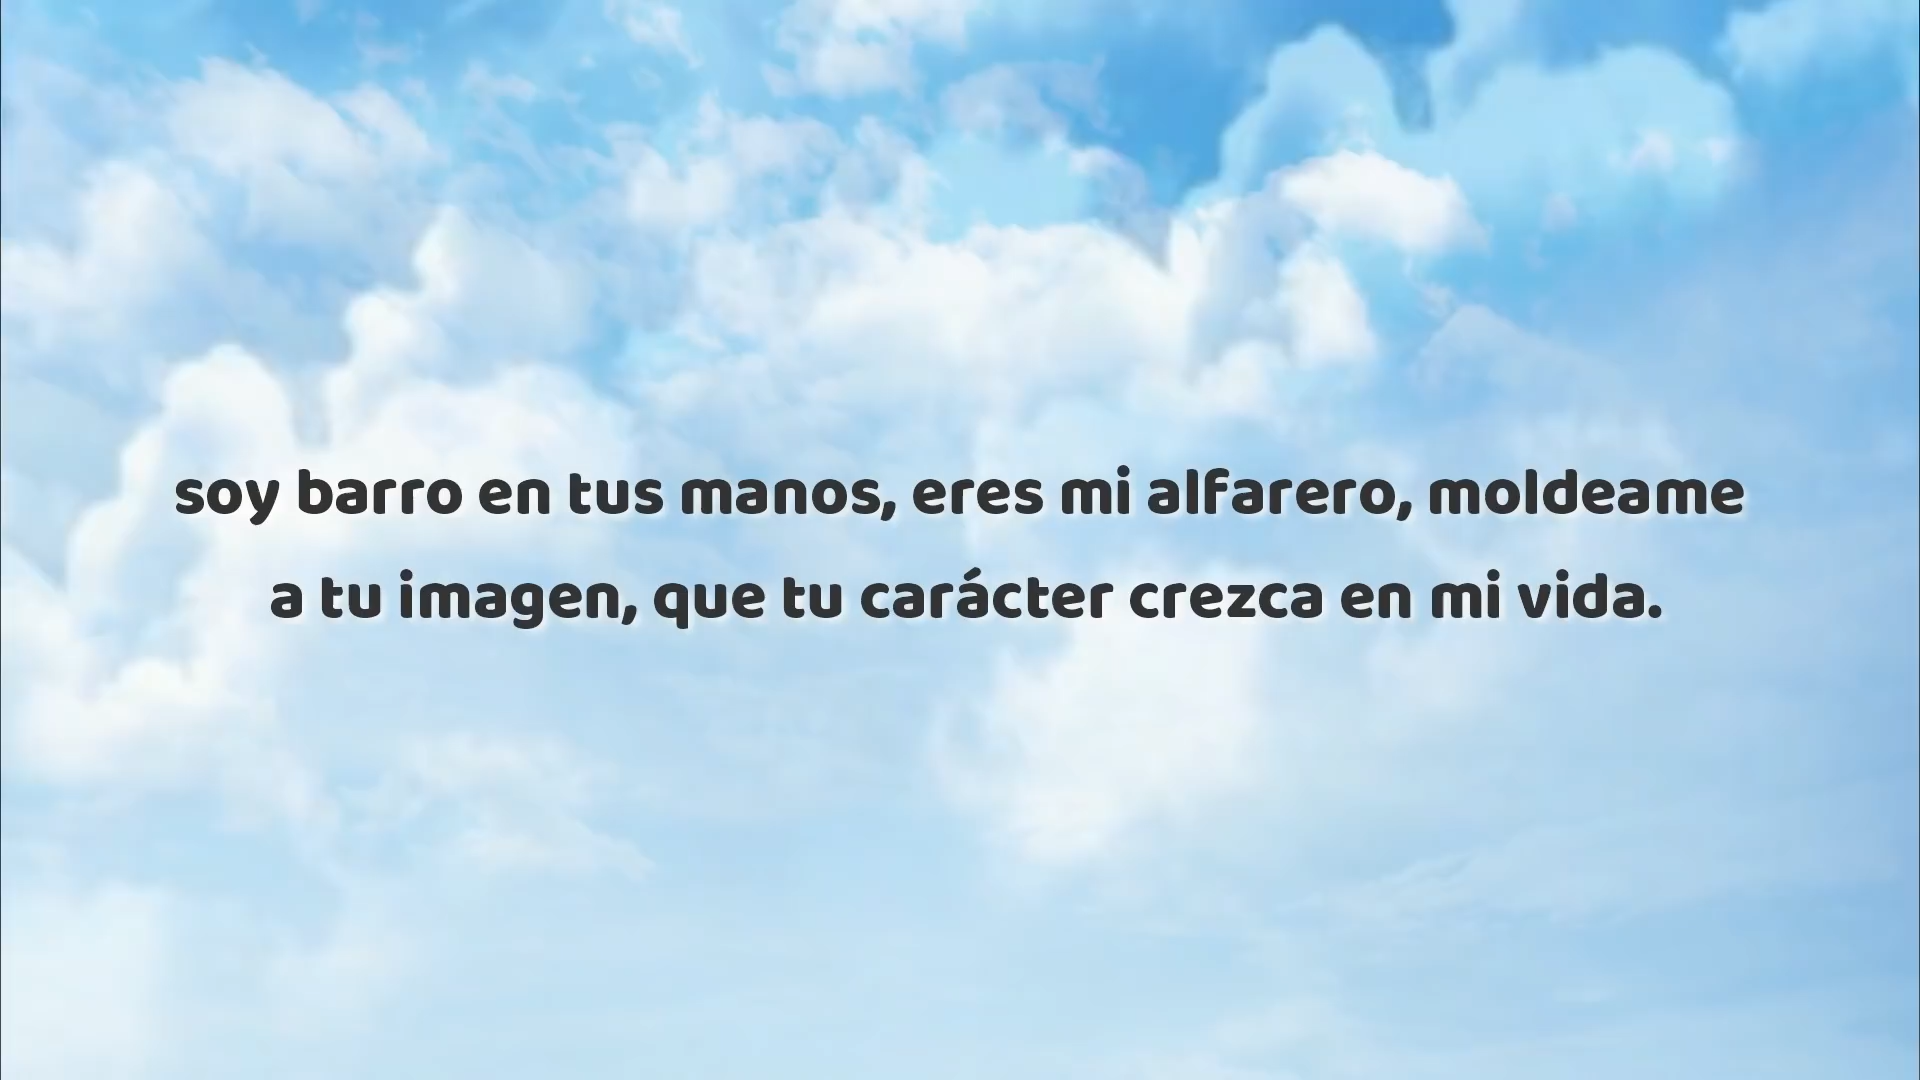 soy barro en tus manos, eres mi alfarero, moldeame
a tu imagen, que tu carácter crezca en mi vida.